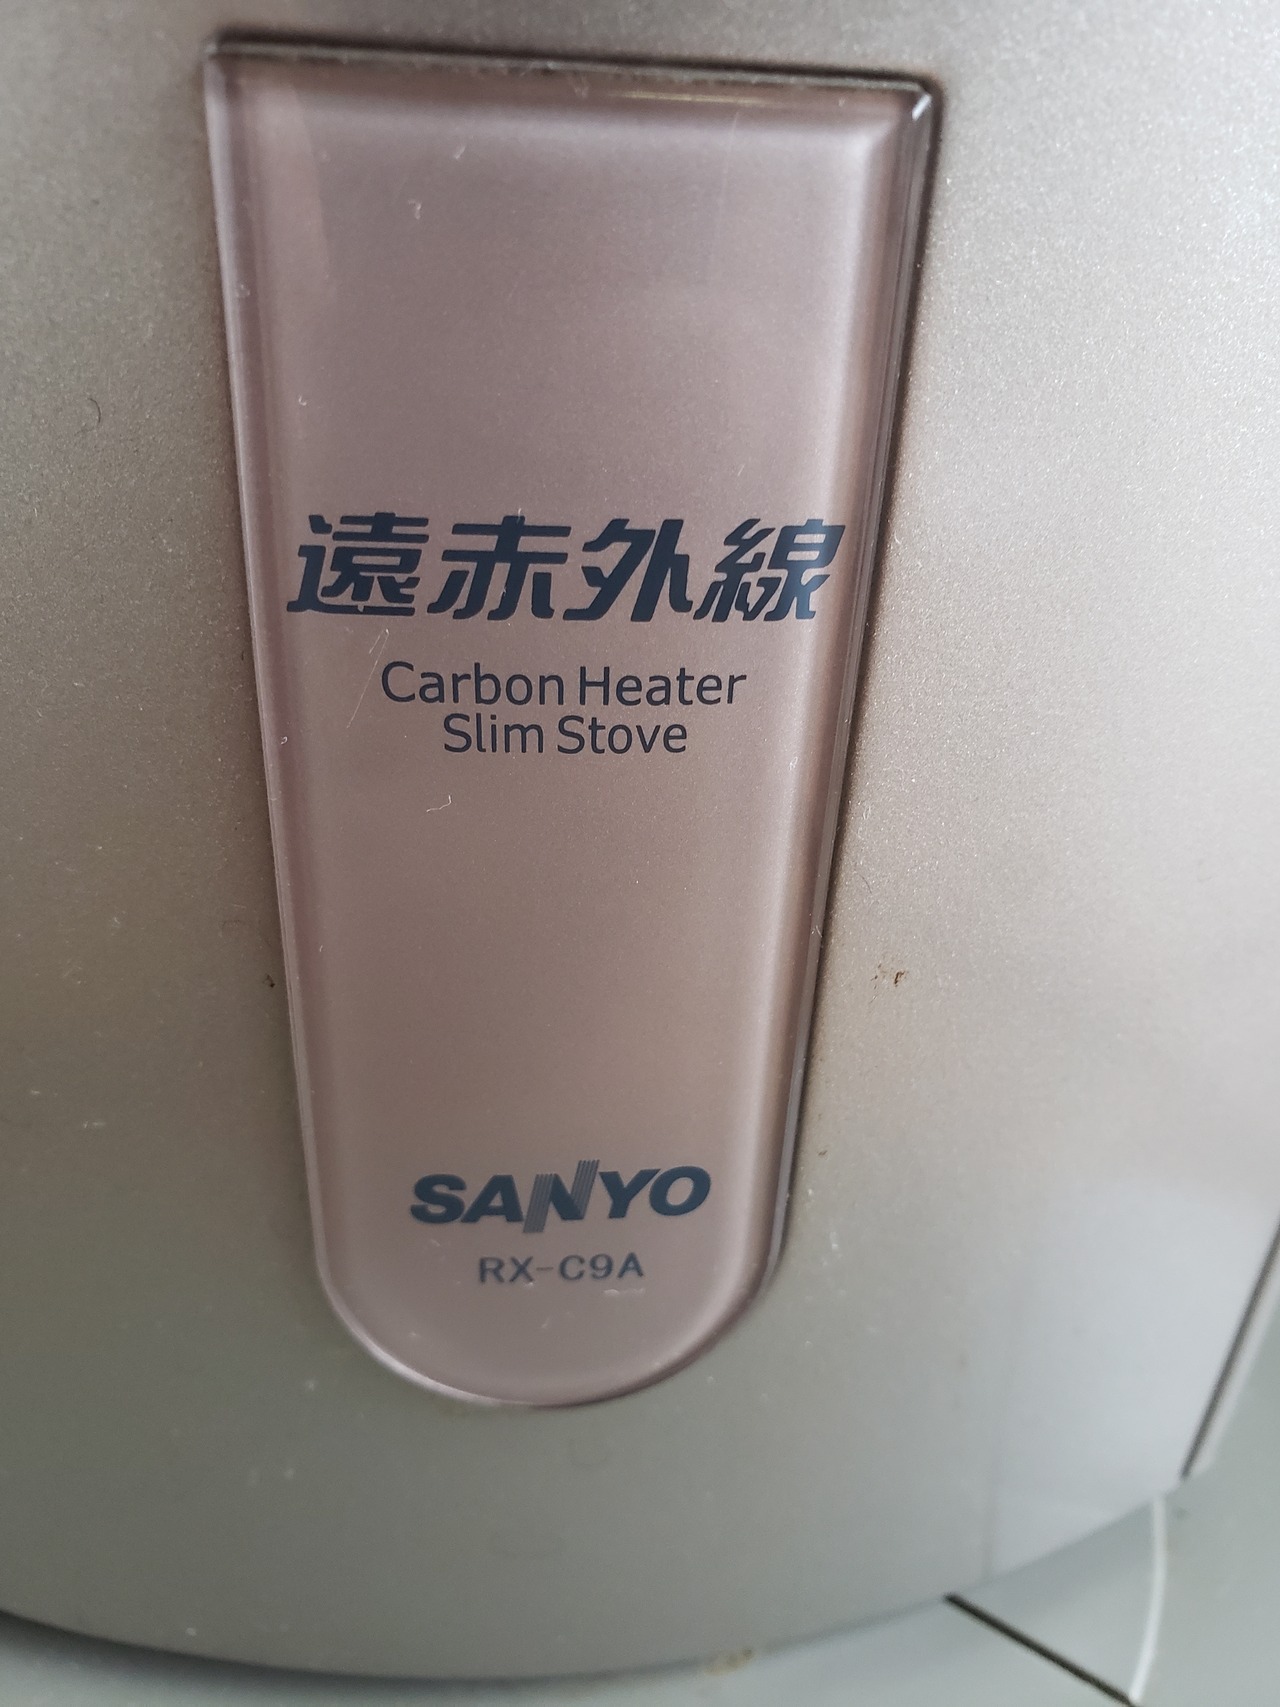 遠赤外線
Carbon Heater
Slim Stove
SANYO
RX-C9A